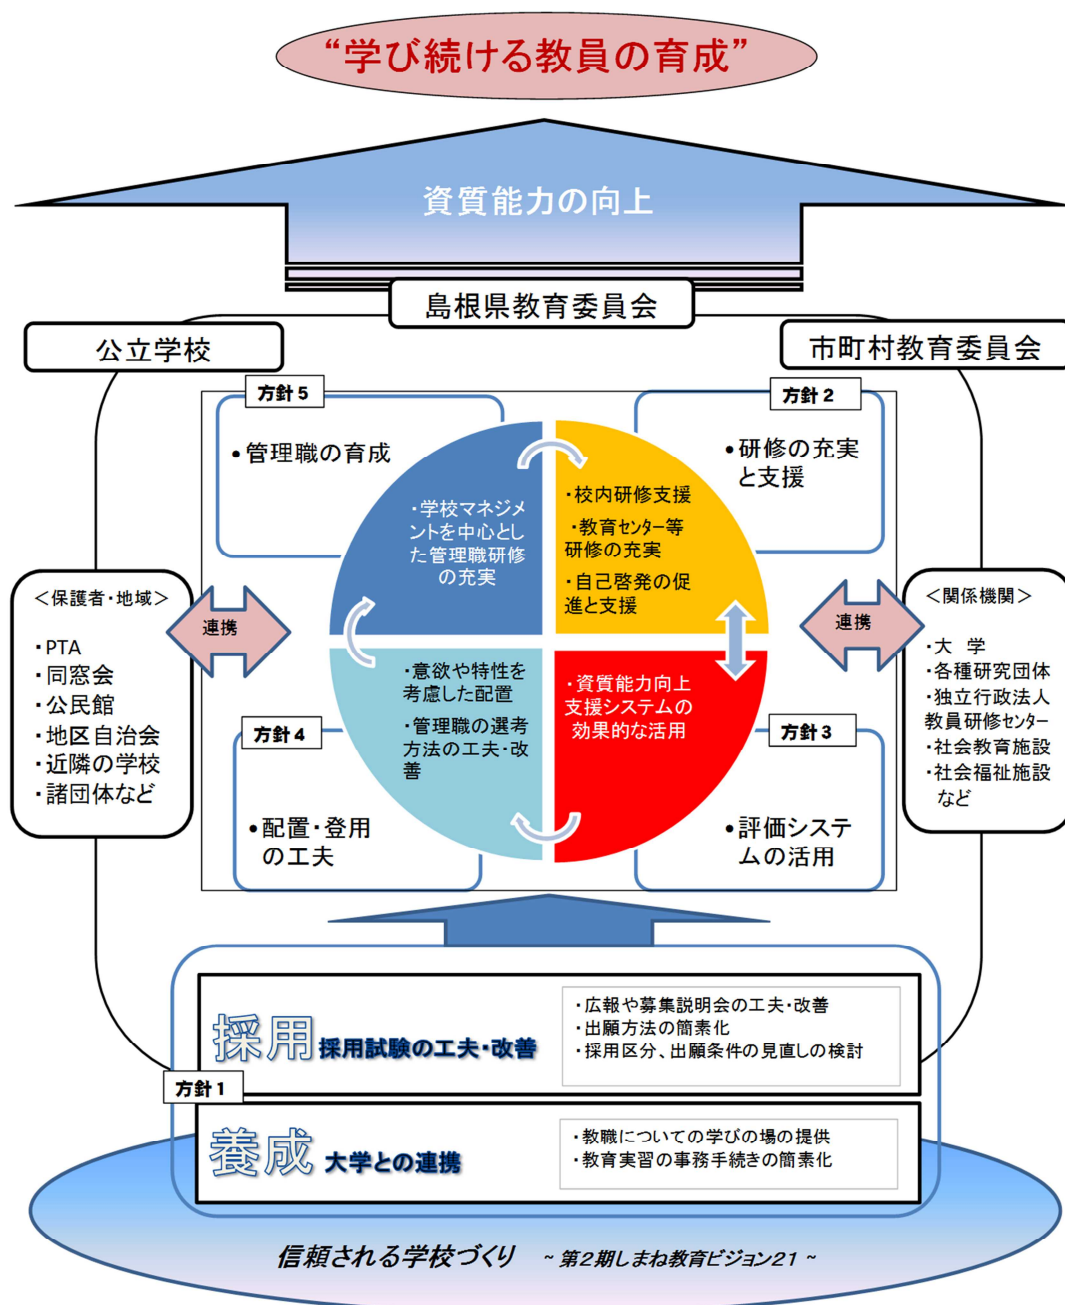 “学び続ける教員の育成”
資質能力の向上
島根県教育委員会
公立学校
市町村教育委員会
方針５
・管理職の育成
方針２
・研修の充実
と支援
・学校マネジメ
ントを中心とし
た管理職研修
の充実
・校内研修支援
・教育センター等
研修の充実
・自己啓発の促
進と支援
＜保護者・地域＞
・PTA
・同窓会
・公民館
・地区自治会
・近隣の学校
・諸団体など
連携
連携
＜関係機関＞
・大　学
・各種研究団体
・独立行政法人
教員研修センター
・社会教育施設
・社会福祉施設
など
・意欲や特性を
考慮した配置
・管理職の選考
方法の工夫・改
善
・資質能力向上
支援システムの
効果的な活用
方針４
・配置・登用
の工夫
方針３
・評価システ
ムの活用
採用 採用試験の工夫・改善
・広報や募集説明会の工夫・改善
・出願方法の簡素化
・採用区分、出願条件の見直しの検討
方針１
養成 大学との連携
・教職についての学びの場の提供
・教育実習の事務手続きの簡素化
信頼される学校づくり ～ 第２期しまね教育ビジョン21 ～